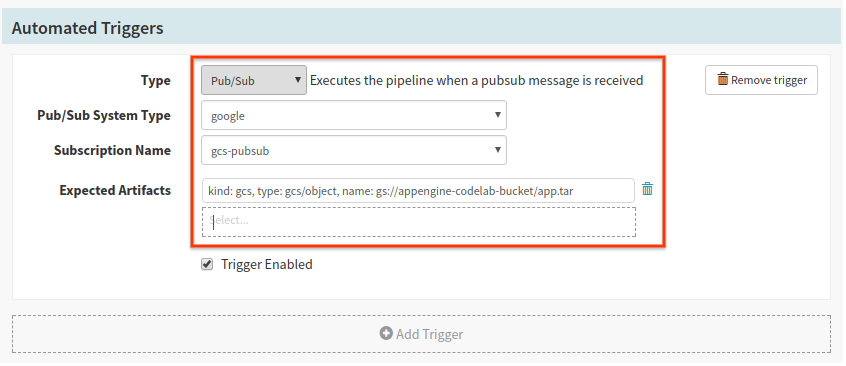 Automated Triggers
Type Pub/Sub Executes the pipeline when a pubsub message is received Remove trigger
Pub/Sub System Type google
Subscription Name gcs-pubsub
Expected Artifacts kind: gcs, type: gcs/object, name: gs://appengine-codelab-bucket/app.tar
Select...
Trigger Enabled
Add Trigger